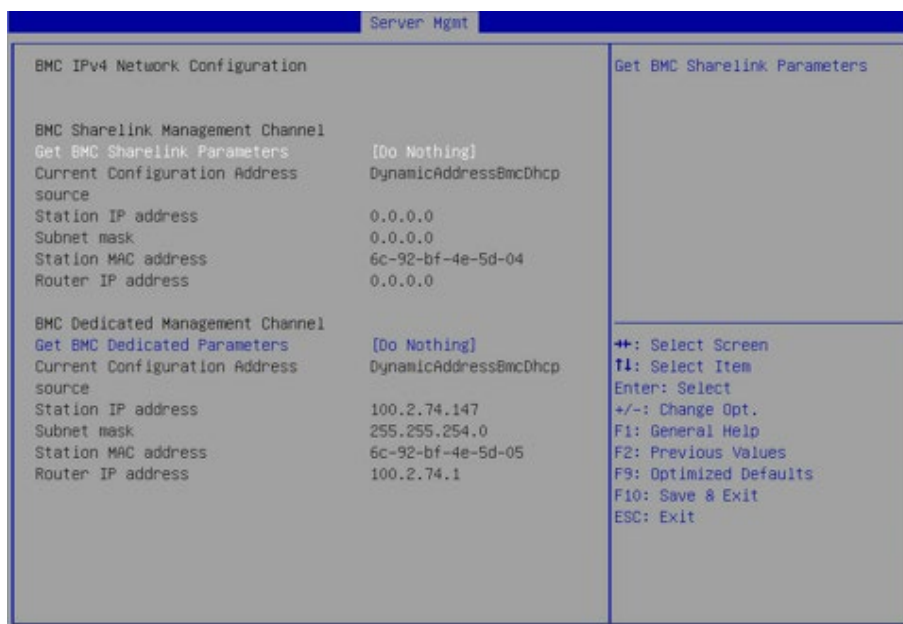 Server Mgmt
BMC IPv4 Network Configuration
BMC Sharelink Management Channel
Get BMC Sharelink Parameters [Do Nothing]
Current Configuration Address DynamicAddressBmcDhcp
source
Station IP address 0.0.0.0
Subnet mask 0.0.0.0
Station MAC address 6c-92-bf-4e-5d-04
Router IP address 0.0.0.0
BMC Dedicated Management Channel
Get BMC Dedicated Parameters [Do Nothing]
Current Configuration Address DynamicAddressBmcDhcp
source
Station IP address 100.2.74.147
Subnet mask 255.255.254.0
Station MAC address 6c-92-bf-4e-5d-05
Router IP address 100.2.74.1
Get BMC Sharelink Parameters
→←: Select Screen
↑↓: Select Item
Enter: Select
+/-: Change Opt.
F1: General Help
F2: Previous Values
F9: Optimized Defaults
F10: Save & Exit
ESC: Exit